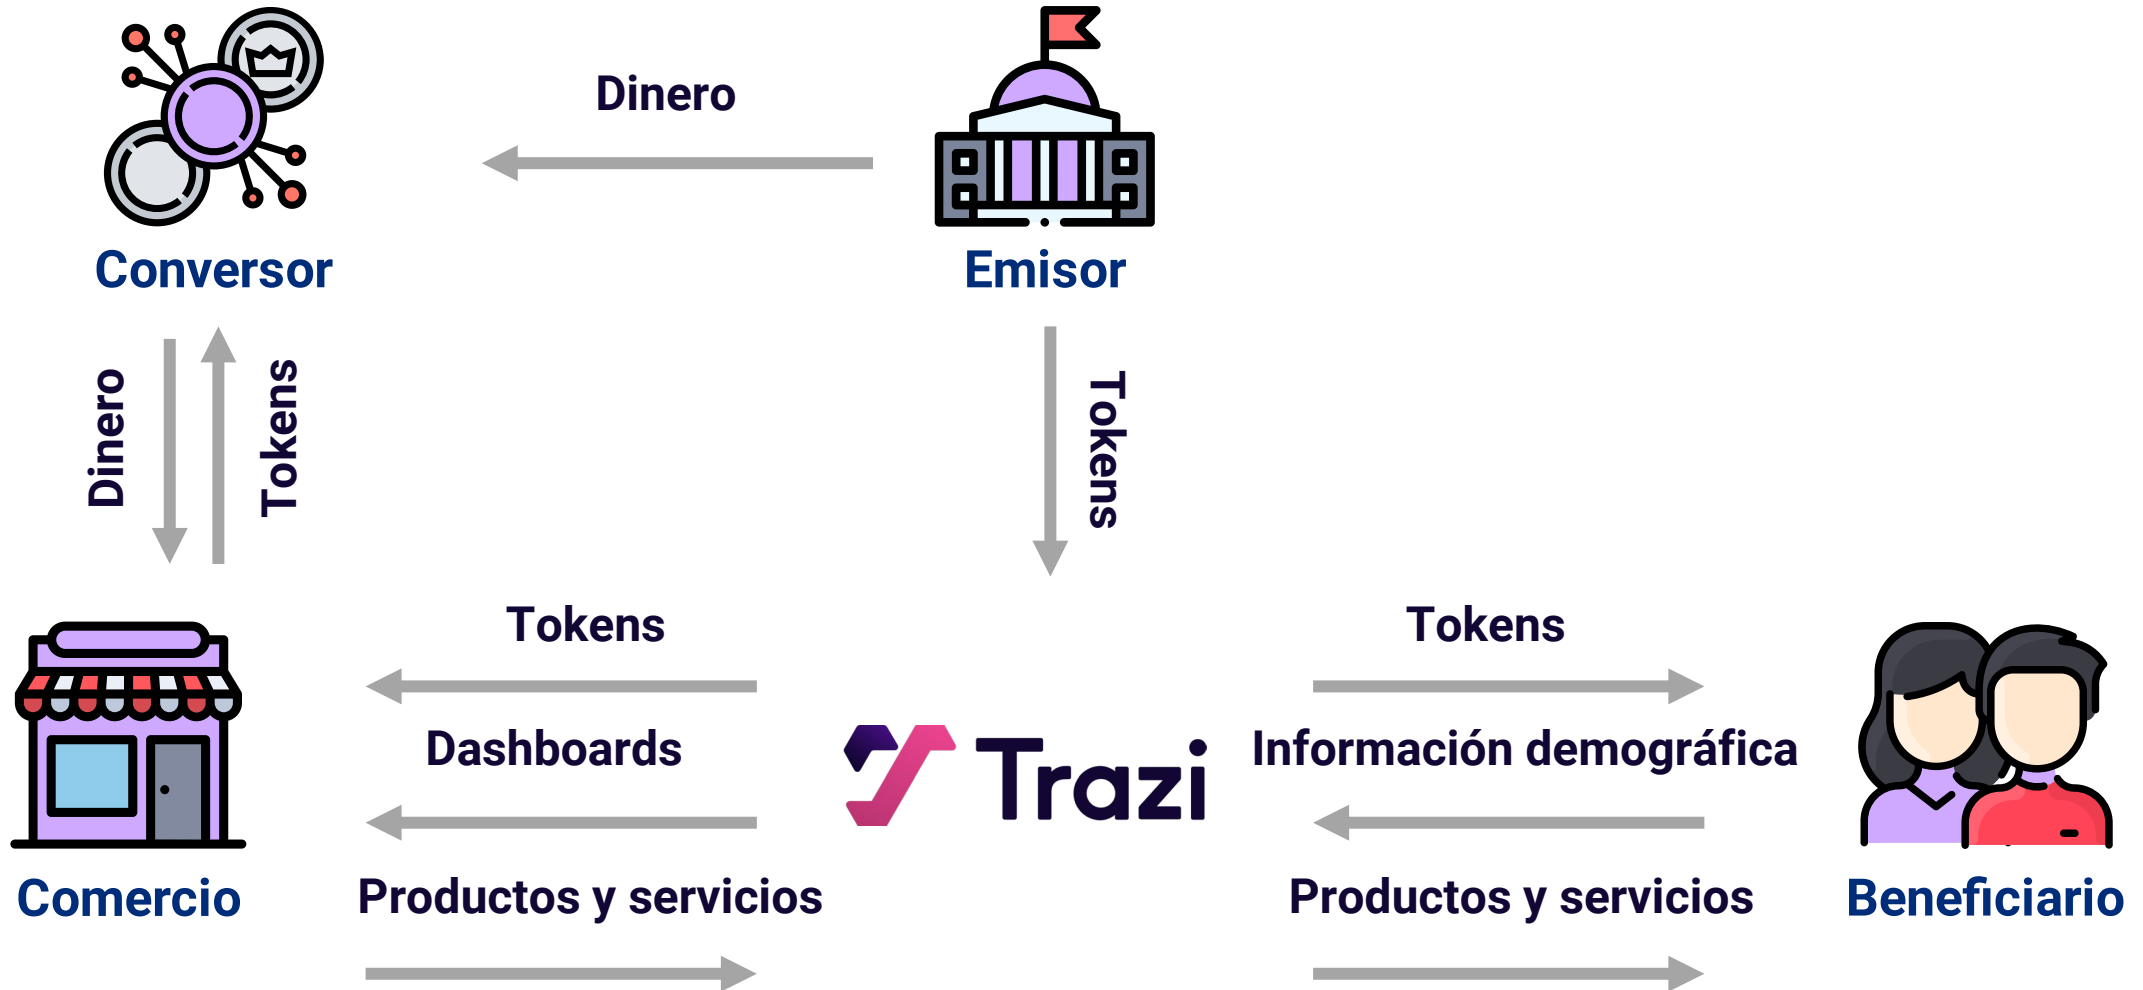 Dinero
Conversor
Emisor
Dinero
Tokens
Tokens
Tokens
Tokens
Dashboards
Trazi
Información demográfica
Comercio
Productos y servicios
Productos y servicios
Beneficiario